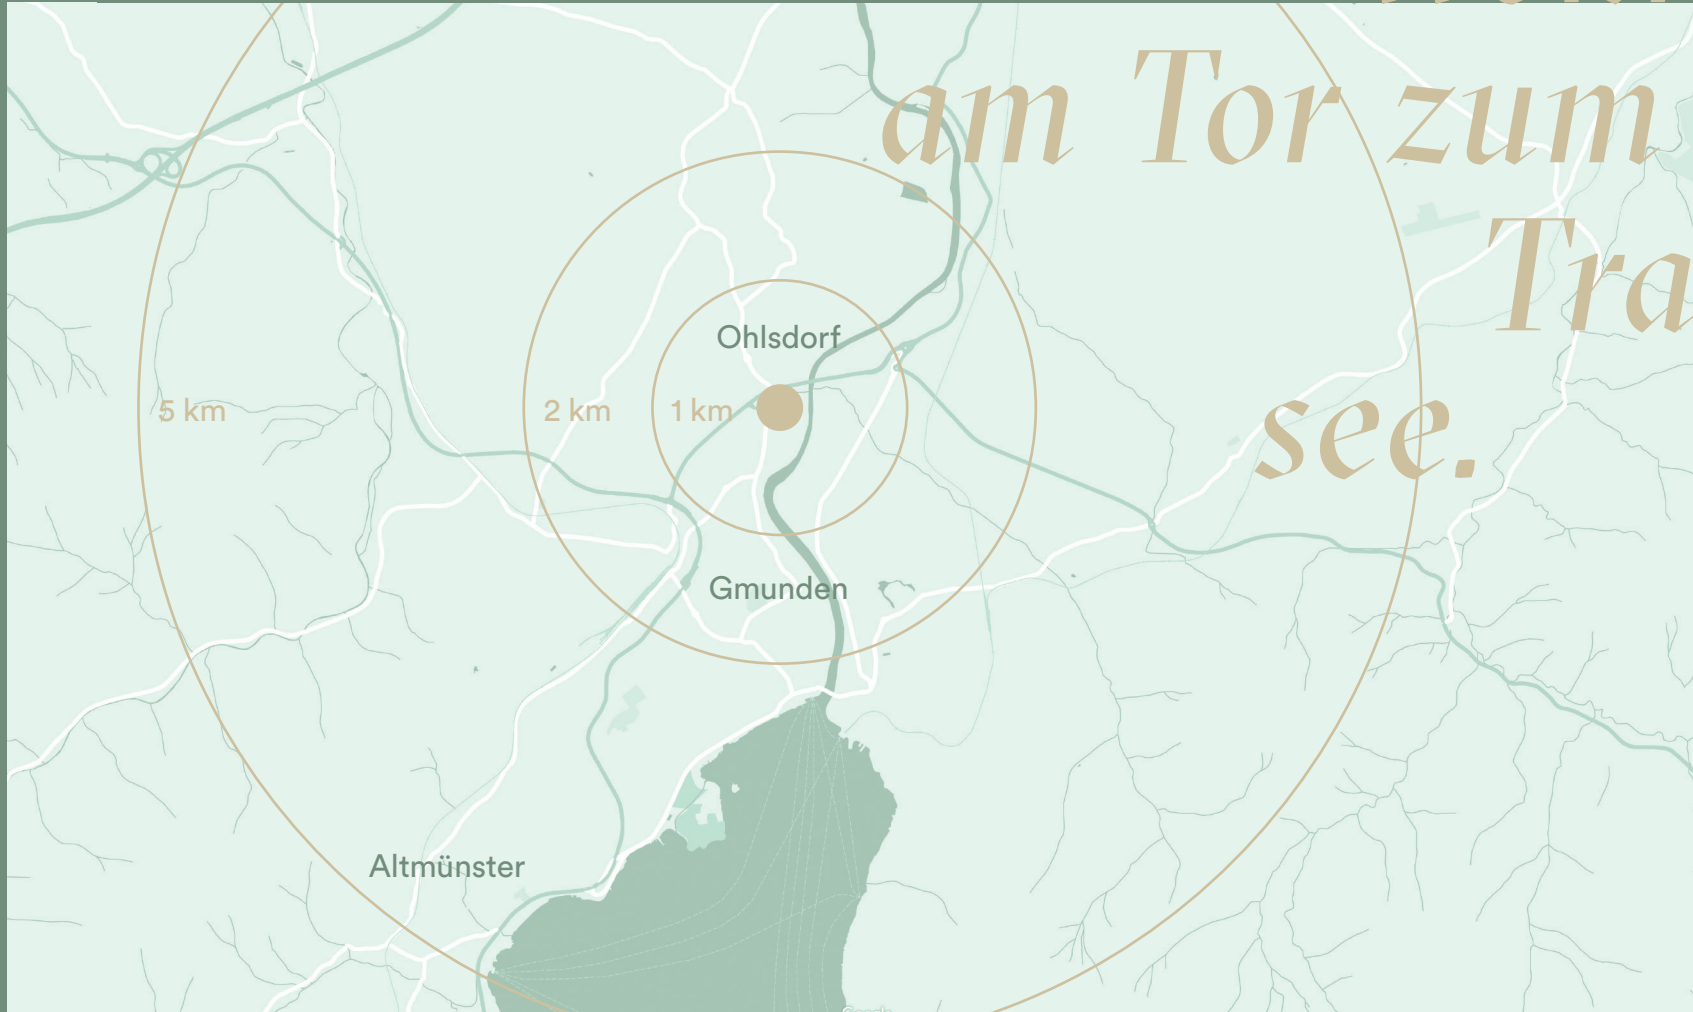 am Tor zum
Tra
see.
Ohlsdorf
5 km
2 km
1 km
Gmunden
Altmünster